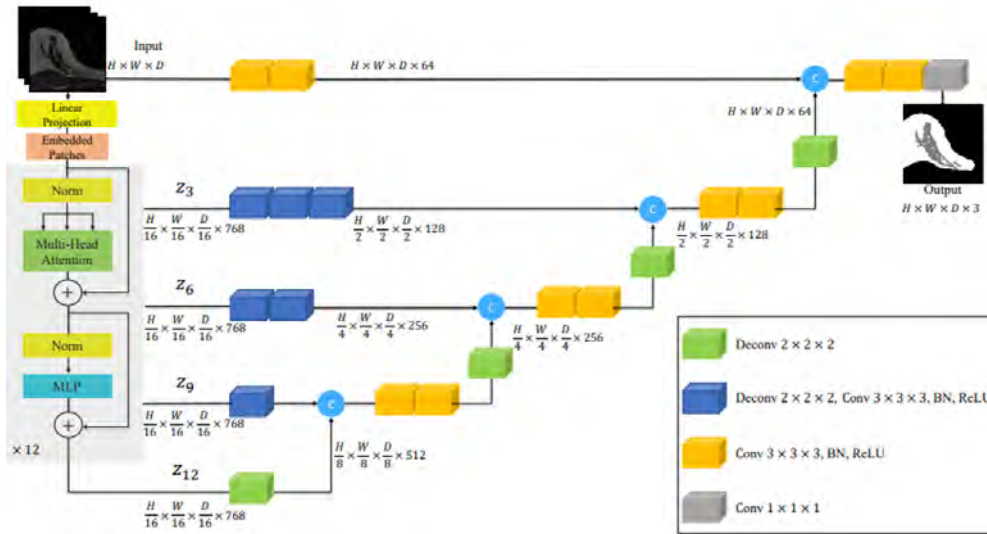 Input
H × W × D
H × W × D × 64
Linear
Projection
Embedded
Patches
Norm
Multi-Head
Attention
+
Norm
MLP
+
× 12
z₃
H/16 × W/16 × D/16 × 768
H/2 × W/2 × D/2 × 128
z₆
H/16 × W/16 × D/16 × 768
H/4 × W/4 × D/4 × 256
z₉
H/16 × W/16 × D/16 × 768
z₁₂
H/16 × W/16 × D/16 × 768
C
H/8 × W/8 × D/8 × 512
C
H/4 × W/4 × D/4 × 256
C
H/2 × W/2 × D/2 × 128
C
H × W × D × 64
Output
H × W × D × 3
Deconv 2 × 2 × 2
Deconv 2 × 2 × 2, Conv 3 × 3 × 3, BN, ReLU
Conv 3 × 3 × 3, BN, ReLU
Conv 1 × 1 × 1